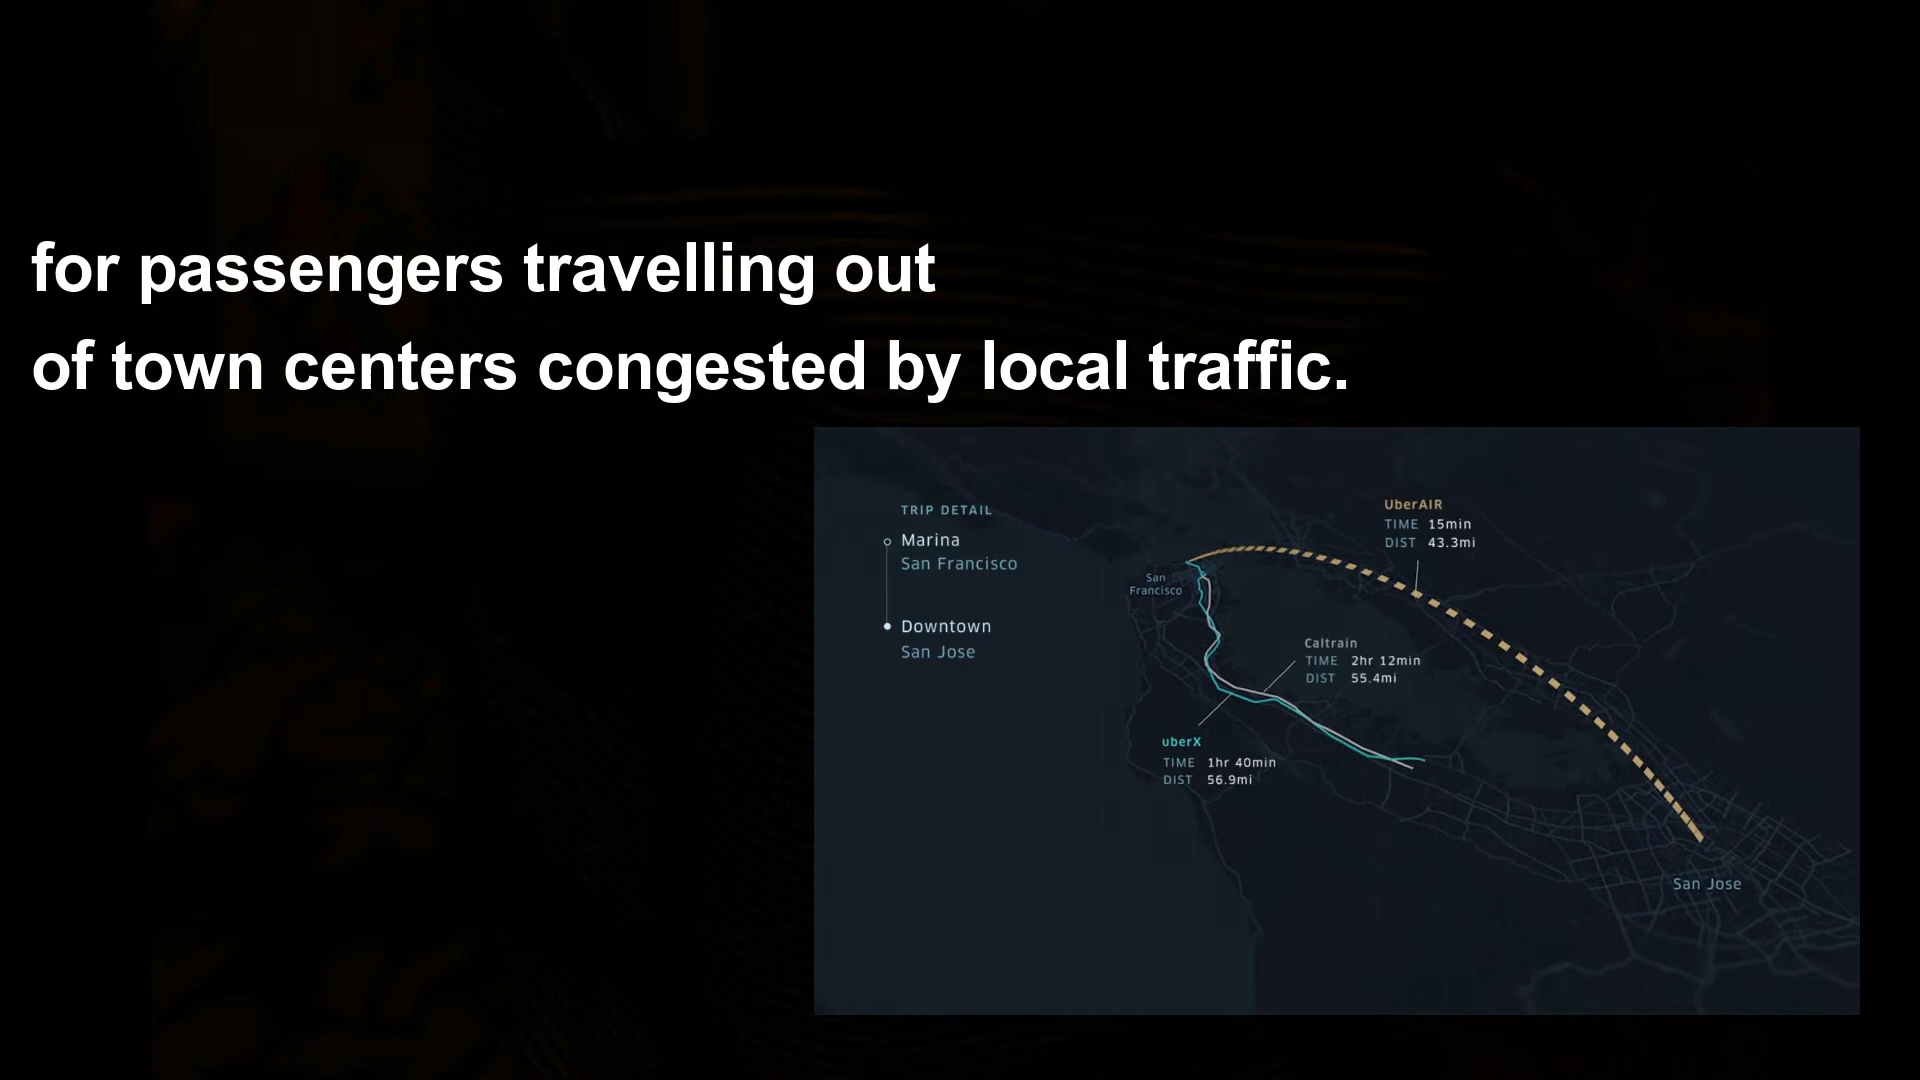 for passengers travelling out
of town centers congested by local traffic.
TRIP DETAIL
Marina
San Francisco
Downtown
San Jose
UberAIR
TIME 15min
DIST 43.3mi
San
Francisco
Caltrain
TIME 2hr 12min
DIST 55.4mi
uberX
TIME 1hr 40min
DIST 56.9mi
San Jose